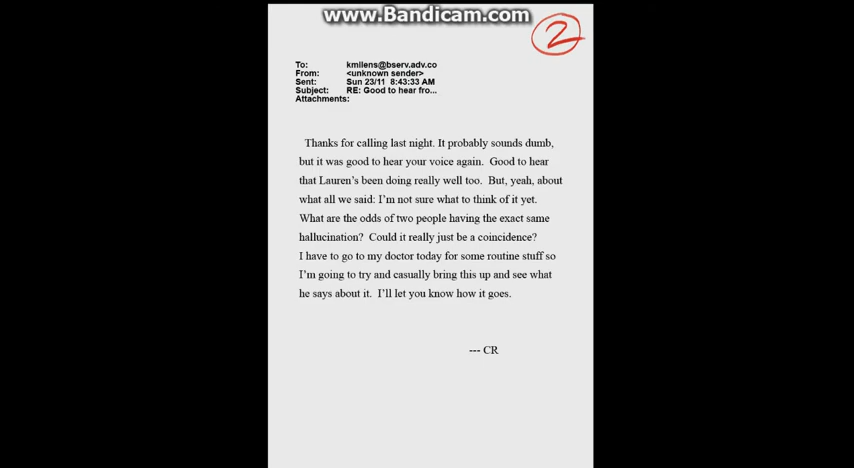 www.Bandicam.com
2
To: kmilens@bserv.adv.co
From: <unknown sender>
Sent: Sun 23/11 8:43:33 AM
Subject: RE: Good to hear fro...
Attachments:
Thanks for calling last night. It probably sounds dumb,
but it was good to hear your voice again. Good to hear
that Lauren's been doing really well too. But, yeah, about
what all we said: I'm not sure what to think of it yet.
What are the odds of two people having the exact same
hallucination? Could it really just be a coincidence?
I have to go to my doctor today for some routine stuff so
I'm going to try and casually bring this up and see what
he says about it. I'll let you know how it goes.
--- CR